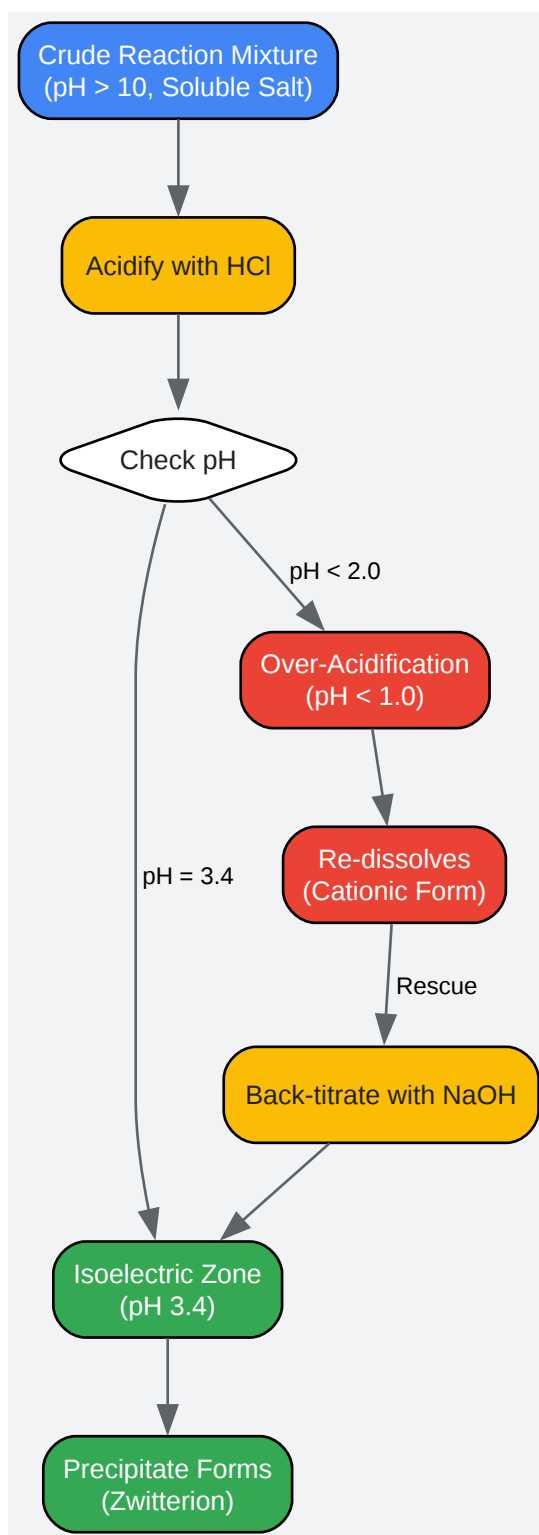 Crude Reaction Mixture
(pH > 10, Soluble Salt)
Acidify with HCl
Check pH
pH < 2.0
Over-Acidification
(pH < 1.0)
pH = 3.4
Re-dissolves
(Cationic Form)
Rescue
Back-titrate with NaOH
Isoelectric Zone
(pH 3.4)
Precipitate Forms
(Zwitterion)